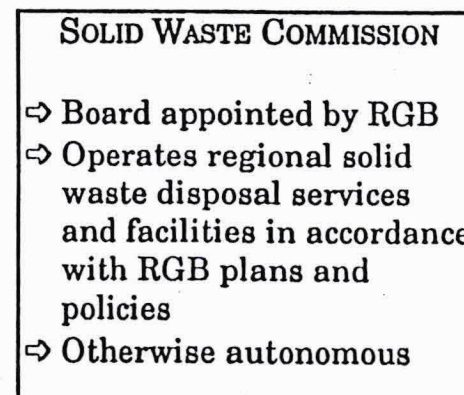 SOLID WASTE COMMISSION
⇨ Board appointed by RGB
⇨ Operates regional solid
waste disposal services
and facilities in accordance
with RGB plans and
policies
⇨ Otherwise autonomous